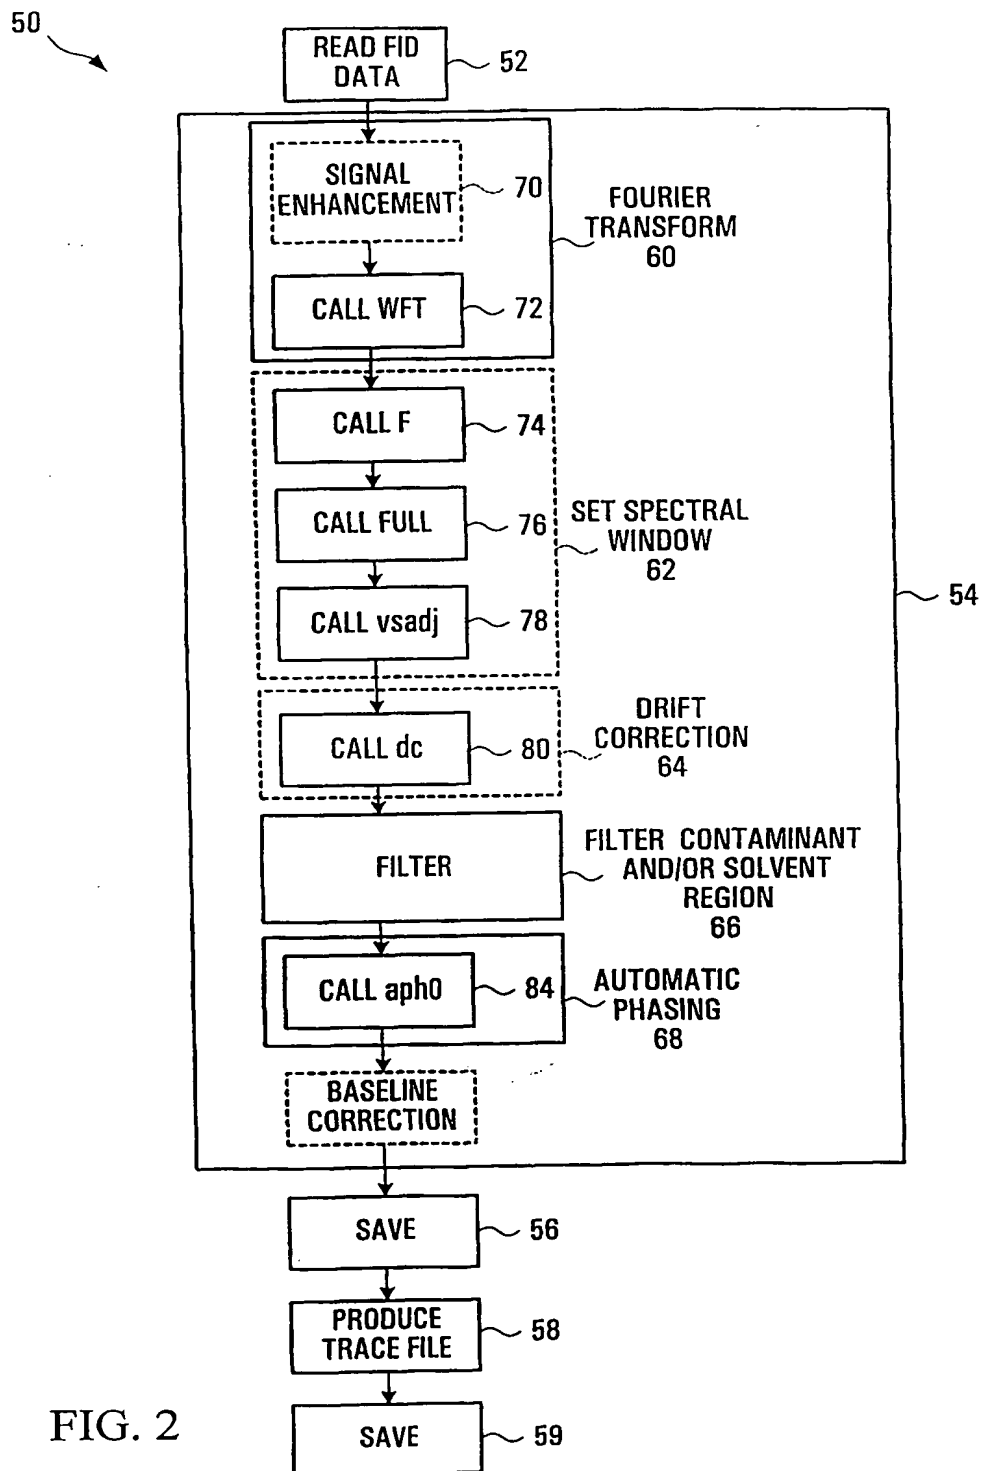 50
READ FID
DATA
52
SIGNAL
ENHANCEMENT
70
FOURIER
TRANSFORM
60
CALL WFT
72
CALL F
74
CALL FULL
76
SET SPECTRAL
WINDOW
62
54
CALL vsadj
78
DRIFT
CORRECTION
64
CALL dc
80
FILTER
FILTER CONTAMINANT
AND/OR SOLVENT
REGION
66
CALL aph0
84
AUTOMATIC
PHASING
68
BASELINE
CORRECTION
SAVE
56
PRODUCE
TRACE FILE
58
SAVE
59
FIG. 2